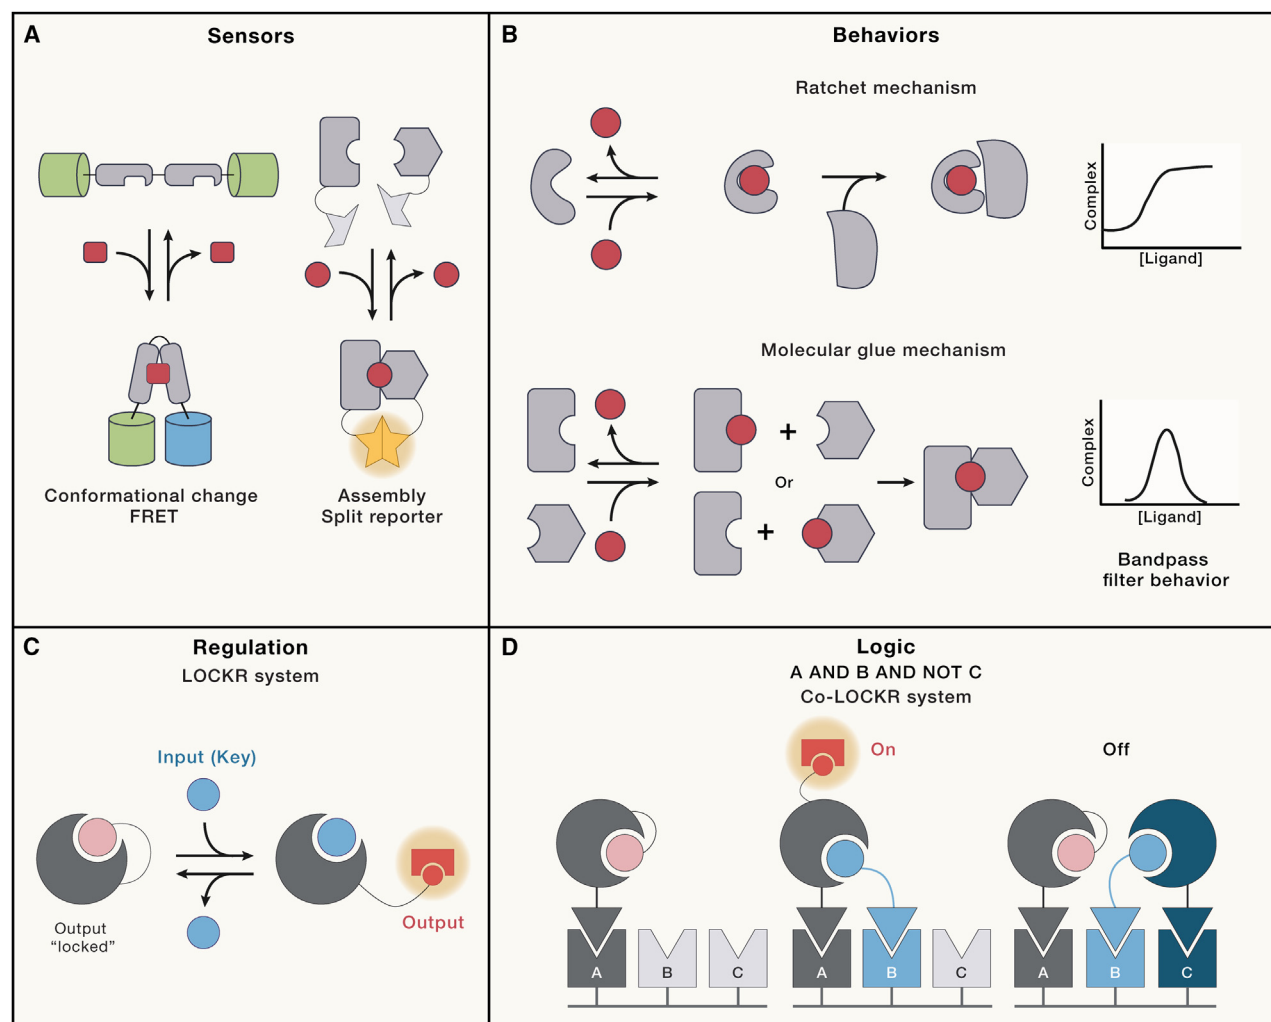 A
Sensors
Conformational change
FRET
Assembly
Split reporter
B
Behaviors
Ratchet mechanism
Complex
[Ligand]
Molecular glue mechanism
+
Or
+
Complex
[Ligand]
Bandpass
filter behavior
C
Regulation
LOCKR system
Input (Key)
Output
“locked”
Output
D
Logic
A AND B AND NOT C
Co-LOCKR system
On
Off
A
B
C
A
B
C
A
B
C